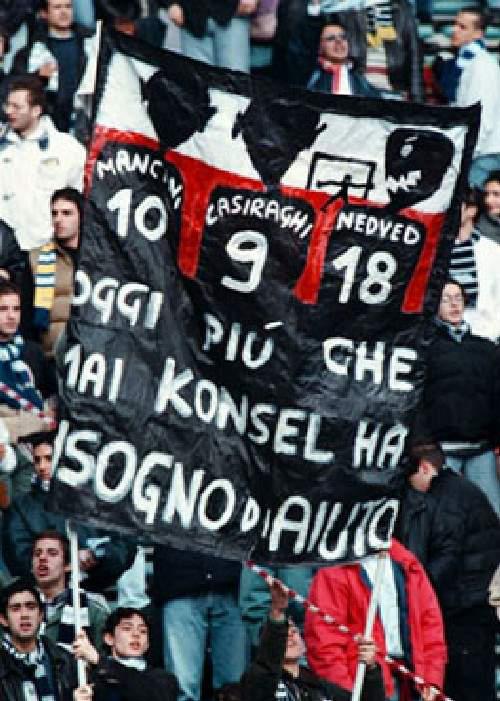 MANCINI
10
CASIRAGHI
9
NEDVED
18
OGGI PIÚ CHE
MAI KONSEL HA
BISOGNO DI AIUTO